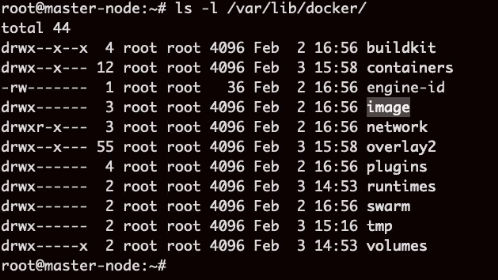 root@master-node:~# ls -l /var/lib/docker/
total 44
drwx--x--x  4 root root 4096 Feb  2 16:56 buildkit
drwx--x--- 12 root root 4096 Feb  3 15:58 containers
-rw-------  1 root root   36 Feb  2 16:56 engine-id
drwx------  3 root root 4096 Feb  2 16:56 image
drwxr-x---  3 root root 4096 Feb  2 16:56 network
drwx--x--- 55 root root 4096 Feb  3 15:58 overlay2
drwx------  4 root root 4096 Feb  2 16:56 plugins
drwx------  2 root root 4096 Feb  3 14:53 runtimes
drwx------  2 root root 4096 Feb  2 16:56 swarm
drwx------  2 root root 4096 Feb  3 15:16 tmp
drwx-----x  2 root root 4096 Feb  3 14:53 volumes
root@master-node:~#